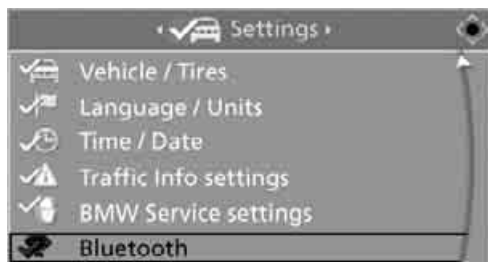 Settings
Vehicle / Tires
Language / Units
Time / Date
Traffic Info settings
BMW Service settings
Bluetooth